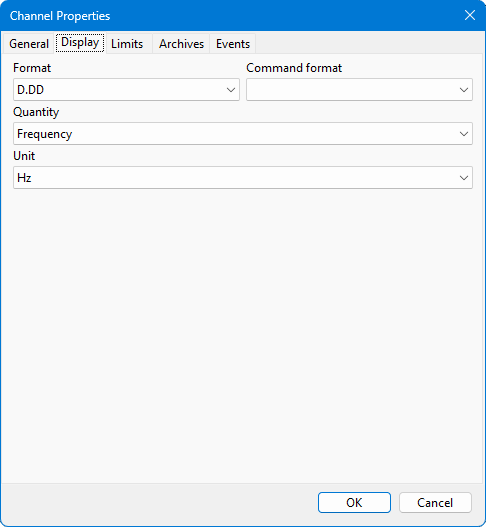 Channel Properties
General Display Limits Archives Events
Format Command format
D.DD
Quantity
Frequency
Unit
Hz
OK Cancel